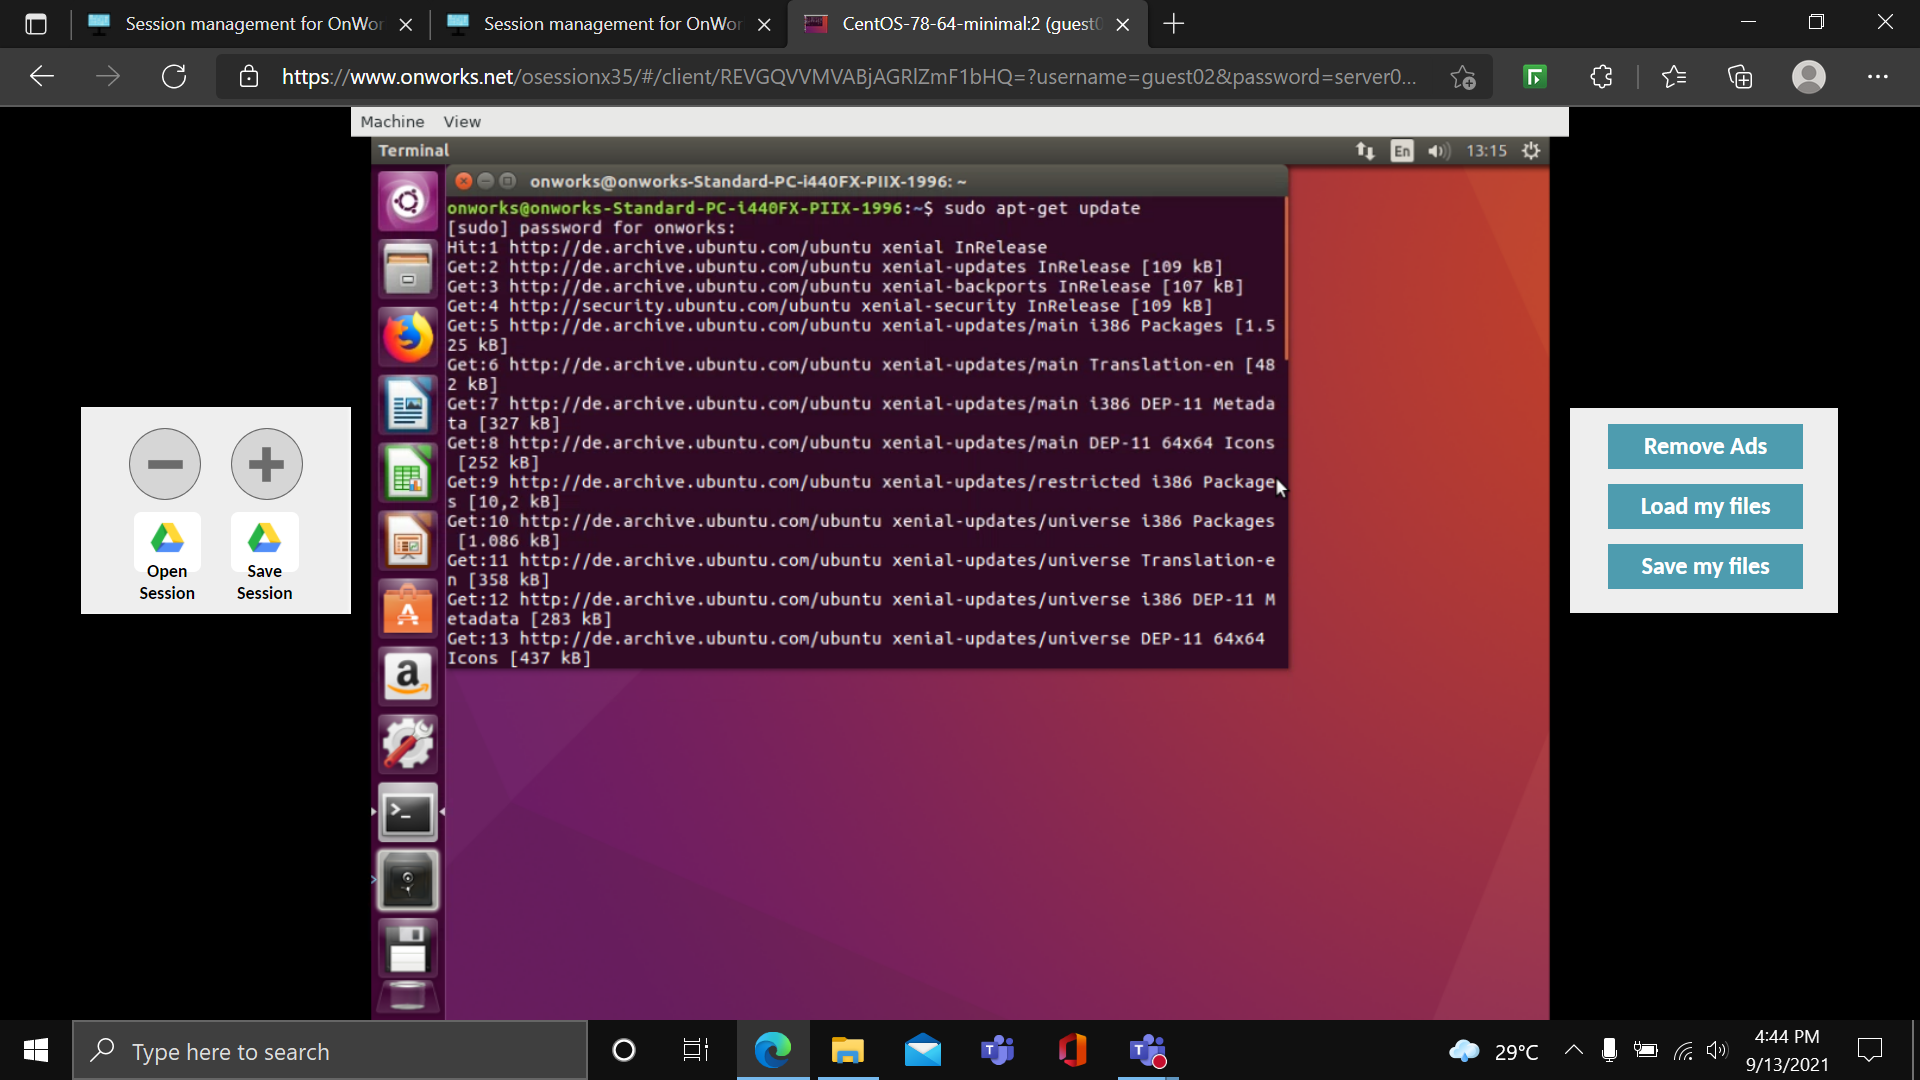 Session management for OnWor
Session management for OnWor
CentOS-78-64-minimal:2 (guest0
https://www.onworks.net/osessionx35/#/client/REVGQVVMVABjAGRlZmF1bHQ=?username=guest02&password=server0...
Machine View
Terminal
En
13:15
onworks@onworks-Standard-PC-i440FX-PIIX-1996: ~
onworks@onworks-Standard-PC-i440FX-PIIX-1996:~$ sudo apt-get update
[sudo] password for onworks:
Hit:1 http://de.archive.ubuntu.com/ubuntu xenial InRelease
Get:2 http://de.archive.ubuntu.com/ubuntu xenial-updates InRelease [109 kB]
Get:3 http://de.archive.ubuntu.com/ubuntu xenial-backports InRelease [107 kB]
Get:4 http://security.ubuntu.com/ubuntu xenial-security InRelease [109 kB]
Get:5 http://de.archive.ubuntu.com/ubuntu xenial-updates/main i386 Packages [1.5
25 kB]
Get:6 http://de.archive.ubuntu.com/ubuntu xenial-updates/main Translation-en [48
2 kB]
Get:7 http://de.archive.ubuntu.com/ubuntu xenial-updates/main i386 DEP-11 Metada
ta [327 kB]
Get:8 http://de.archive.ubuntu.com/ubuntu xenial-updates/main DEP-11 64x64 Icons
[252 kB]
Get:9 http://de.archive.ubuntu.com/ubuntu xenial-updates/restricted i386 Package
s [10,2 kB]
Get:10 http://de.archive.ubuntu.com/ubuntu xenial-updates/universe i386 Packages
[1.086 kB]
Get:11 http://de.archive.ubuntu.com/ubuntu xenial-updates/universe Translation-e
n [358 kB]
Get:12 http://de.archive.ubuntu.com/ubuntu xenial-updates/universe i386 DEP-11 M
etadata [283 kB]
Get:13 http://de.archive.ubuntu.com/ubuntu xenial-updates/universe DEP-11 64x64
Icons [437 kB]
Open
Session
Save
Session
Remove Ads
Load my files
Save my files
Type here to search
29°C
4:44 PM
9/13/2021